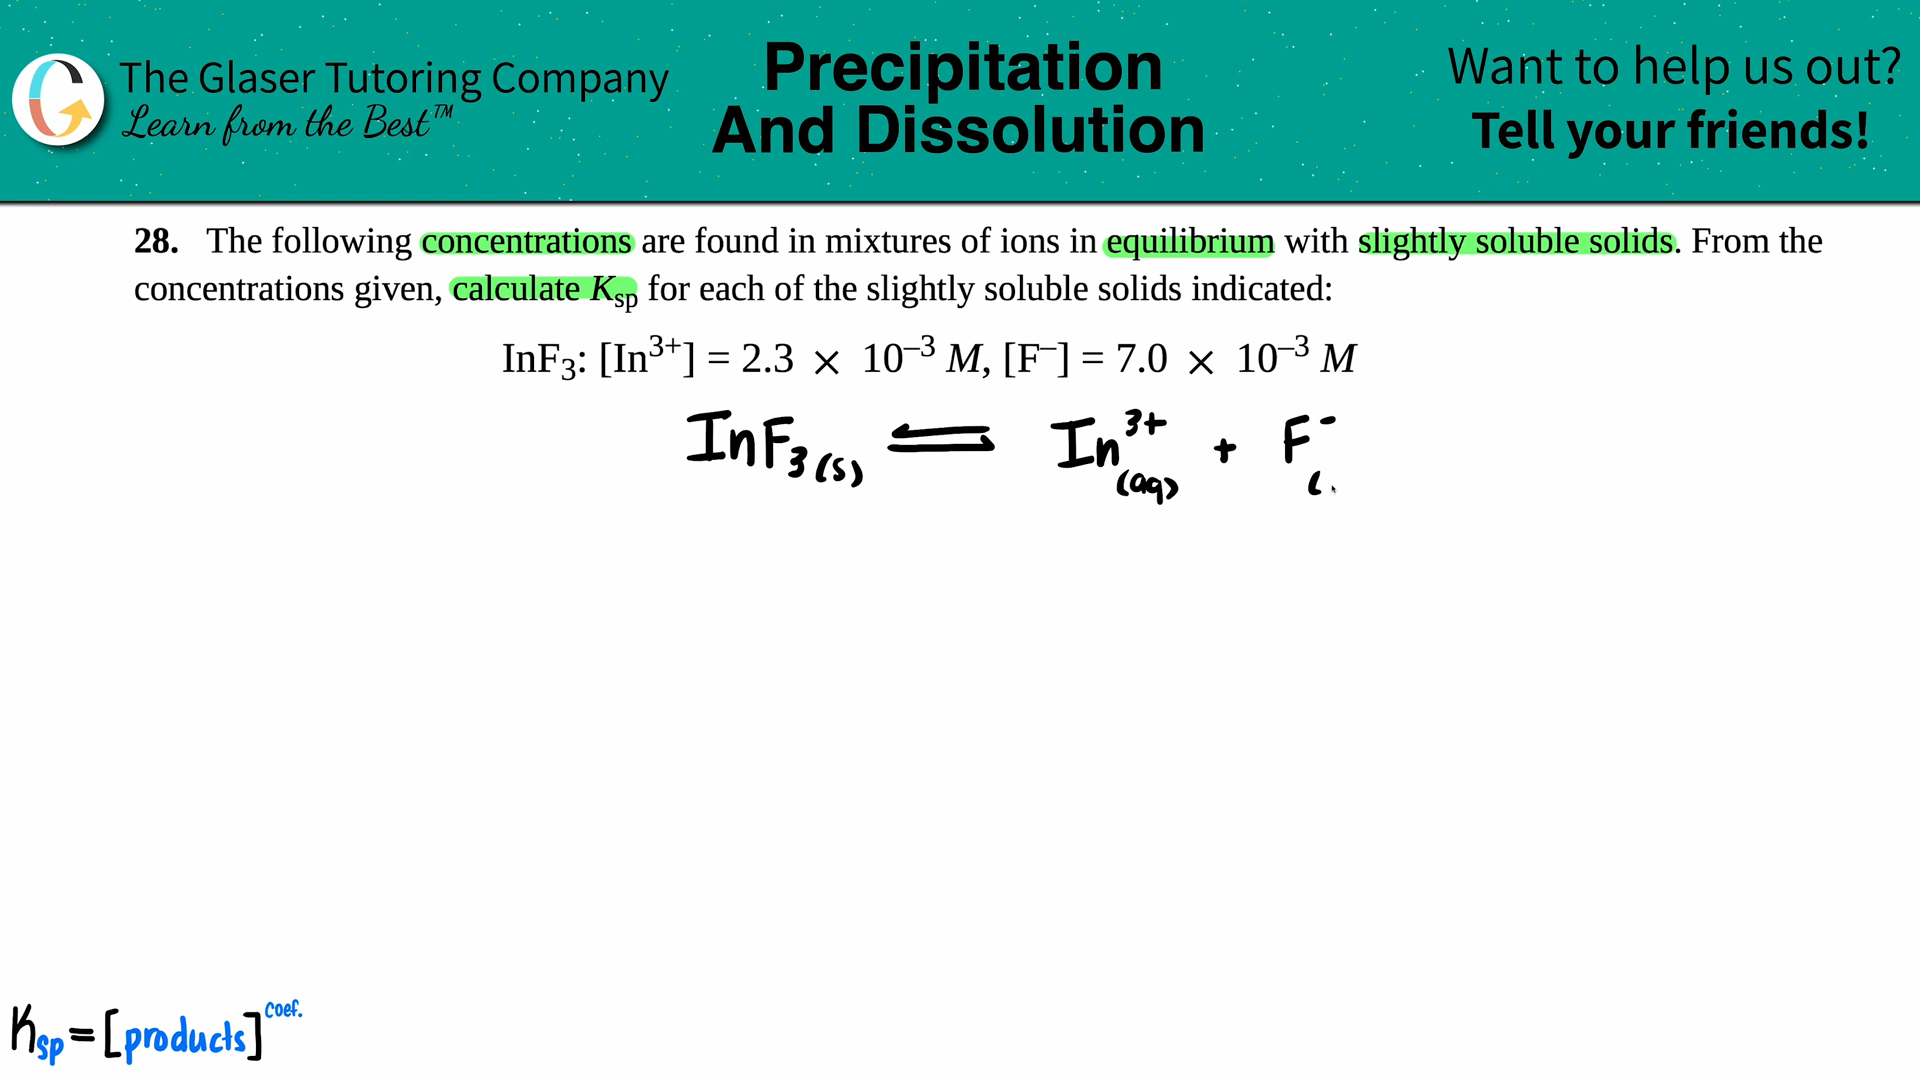 The Glaser Tutoring Company
Learn from the Best™
Precipitation
And Dissolution
Want to help us out?
Tell your friends!
28. The following concentrations are found in mixtures of ions in equilibrium with slightly soluble solids. From the
concentrations given, calculate Ksp for each of the slightly soluble solids indicated:
InF₃: [In³⁺] = 2.3 × 10⁻³ M, [F⁻] = 7.0 × 10⁻³ M
InF₃(s) ⇌ In³⁺(aq) + F⁻(
Ksp = [products]^coef.